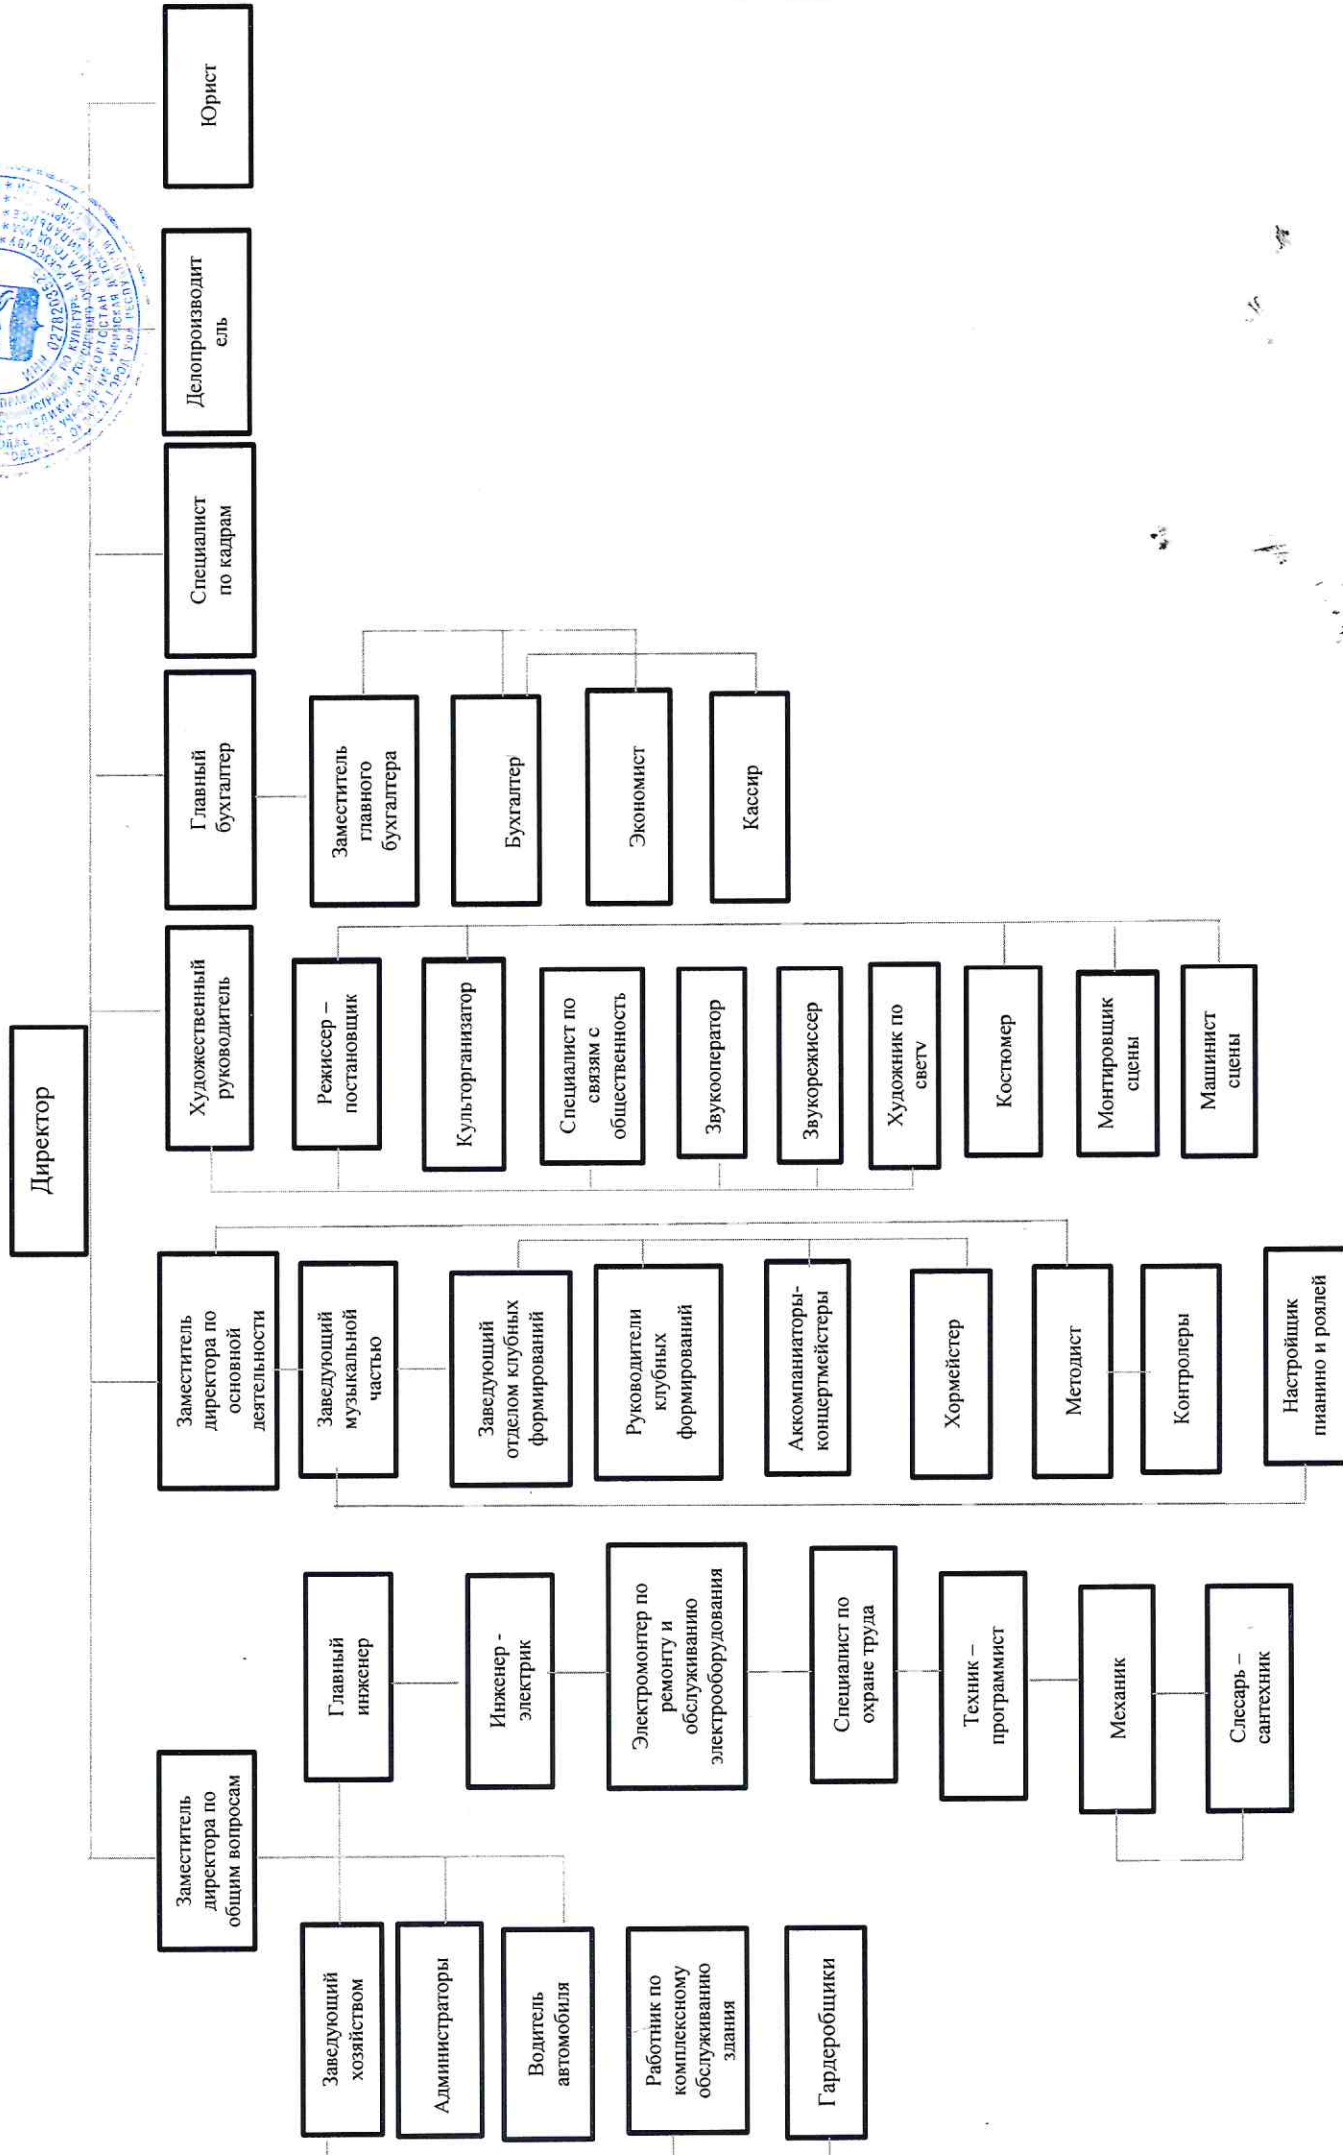 Директор
Заместитель
директора по
общим вопросам
Заместитель
директора по
основной
деятельности
Художественный
руководитель
Главный
бухгалтер
Специалист
по кадрам
Делопроизводит
ель
Юрист
Заведующий
хозяйством
Администраторы
Водитель
автомобиля
Работник по
комплексному
обслуживанию
здания
Гардеробщики
Главный
инженер
Инженер -
электрик
Электромонтер по
ремонту и
обслуживанию
электрооборудования
Специалист по
охране труда
Техник –
программист
Механик
Слесарь –
сантехник
Заведующий
музыкальной
частью
Заведующий
отделом клубных
формирований
Руководители
клубных
формирований
Аккомпаниаторы-
концертмейстеры
Хормейстер
Методист
Контролеры
Настройщик
пианино и роялей
Режиссер –
постановщик
Культорганизатор
Специалист по
связям с
общественность
Звукооператор
Звукорежиссер
Художник по
свету
Костюмер
Монтировщик
сцены
Машинист
сцены
Заместитель
главного
бухгалтера
Бухгалтер
Экономист
Кассир